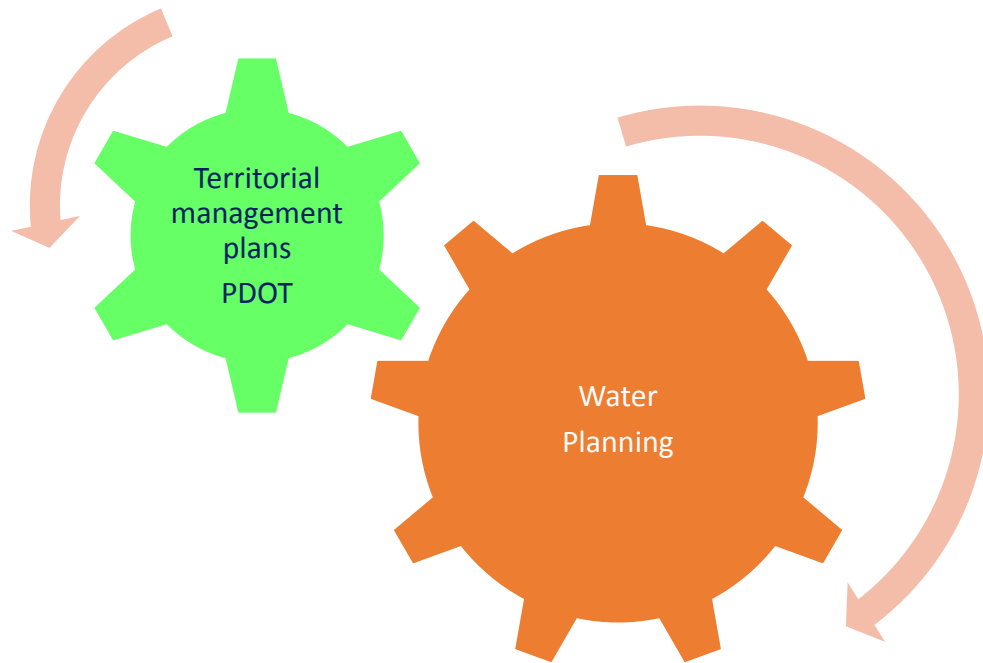 Territorial
management
plans
PDOT
Water
Planning